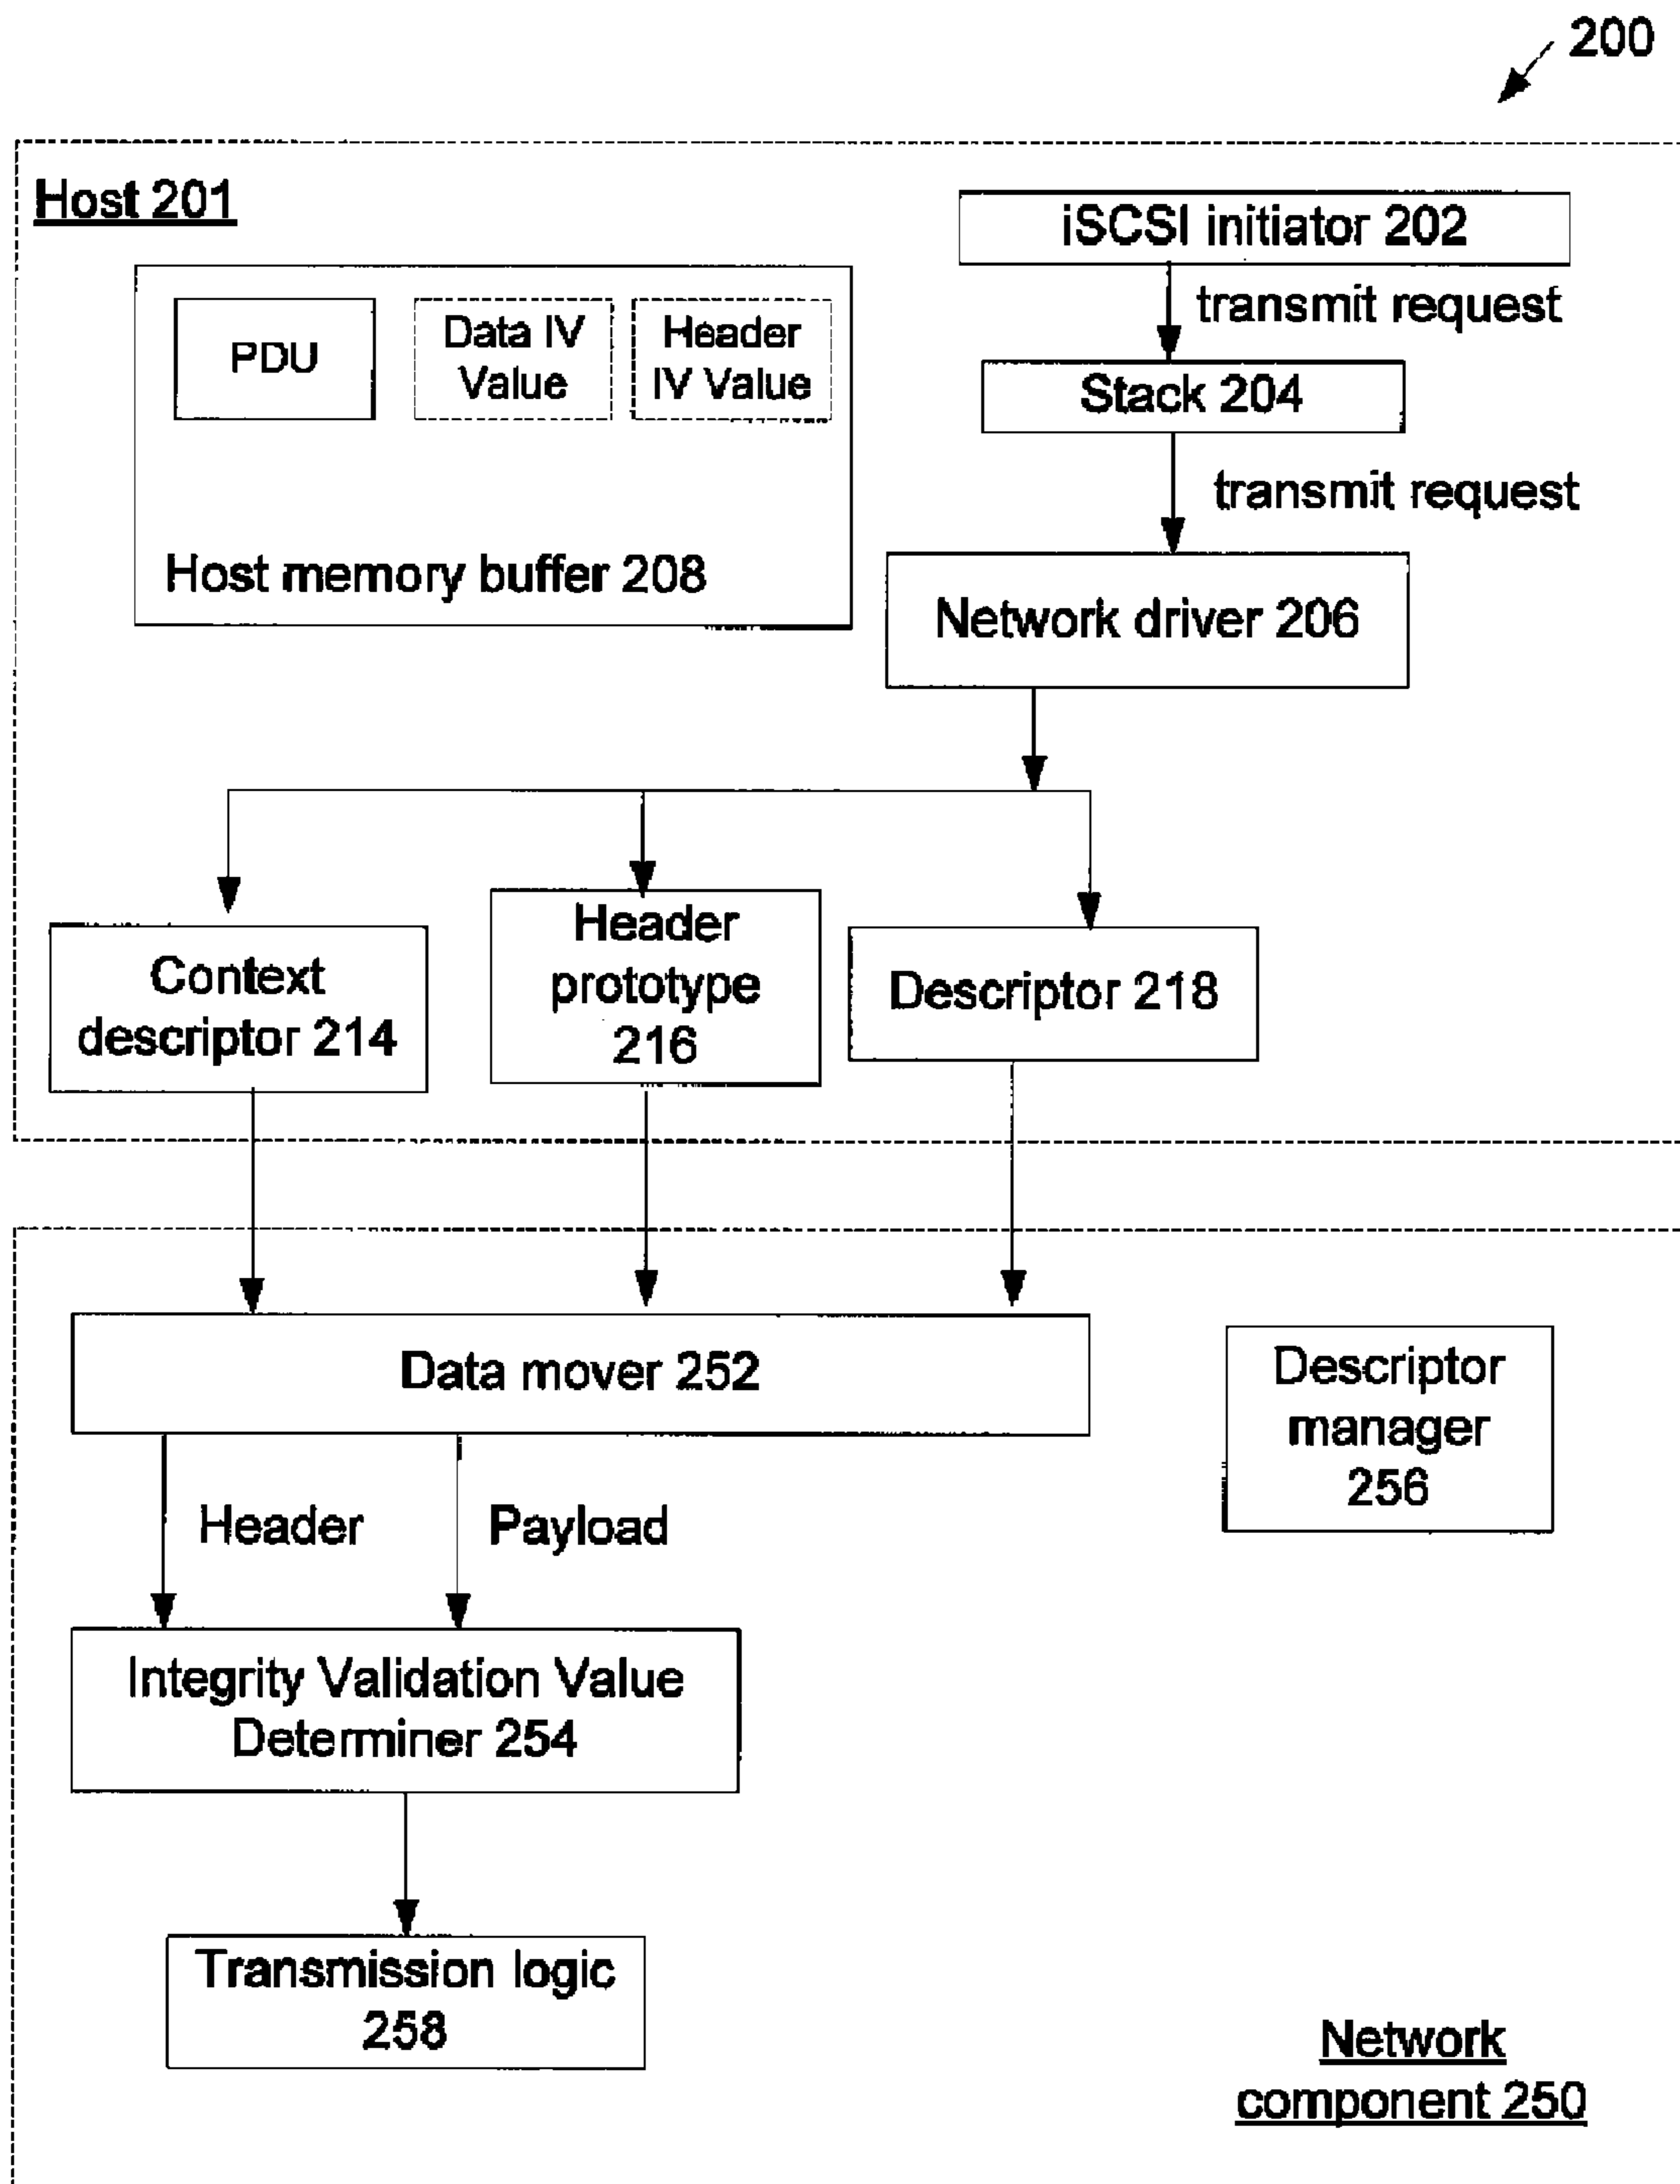 200
Host 201
iSCSI initiator 202
transmit request
PDU
Data IV
Value
Header
IV Value
Stack 204
transmit request
Host memory buffer 208
Network driver 206
Context
descriptor 214
Header
prototype
216
Descriptor 218
Data mover 252
Descriptor
manager
256
Header
Payload
Integrity Validation Value
Determiner 254
Transmission logic
258
Network
component 250